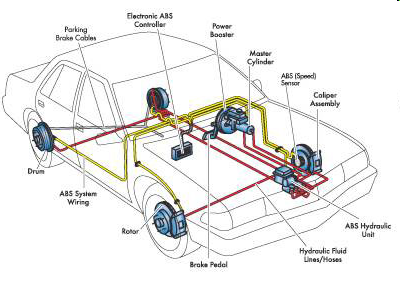 Electronic ABS
Controller
Parking
Brake Cables
Power
Booster
Master
Cylinder
ABS (Speed)
Sensor
Caliper
Assembly
Drum
ABS System
Wiring
Rotor
Brake Pedal
Hydraulic Fluid
Lines/Hoses
ABS Hydraulic
Unit